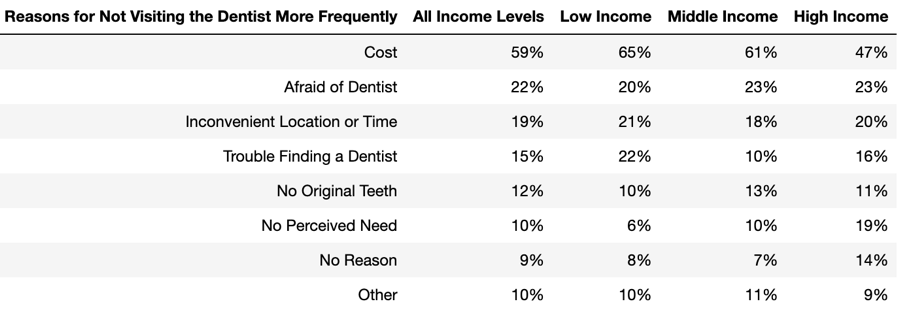 Reasons for Not Visiting the Dentist More Frequently All Income Levels Low Income Middle Income High Income
Cost 59% 65% 61% 47%
Afraid of Dentist 22% 20% 23% 23%
Inconvenient Location or Time 19% 21% 18% 20%
Trouble Finding a Dentist 15% 22% 10% 16%
No Original Teeth 12% 10% 13% 11%
No Perceived Need 10% 6% 10% 19%
No Reason 9% 8% 7% 14%
Other 10% 10% 11% 9%